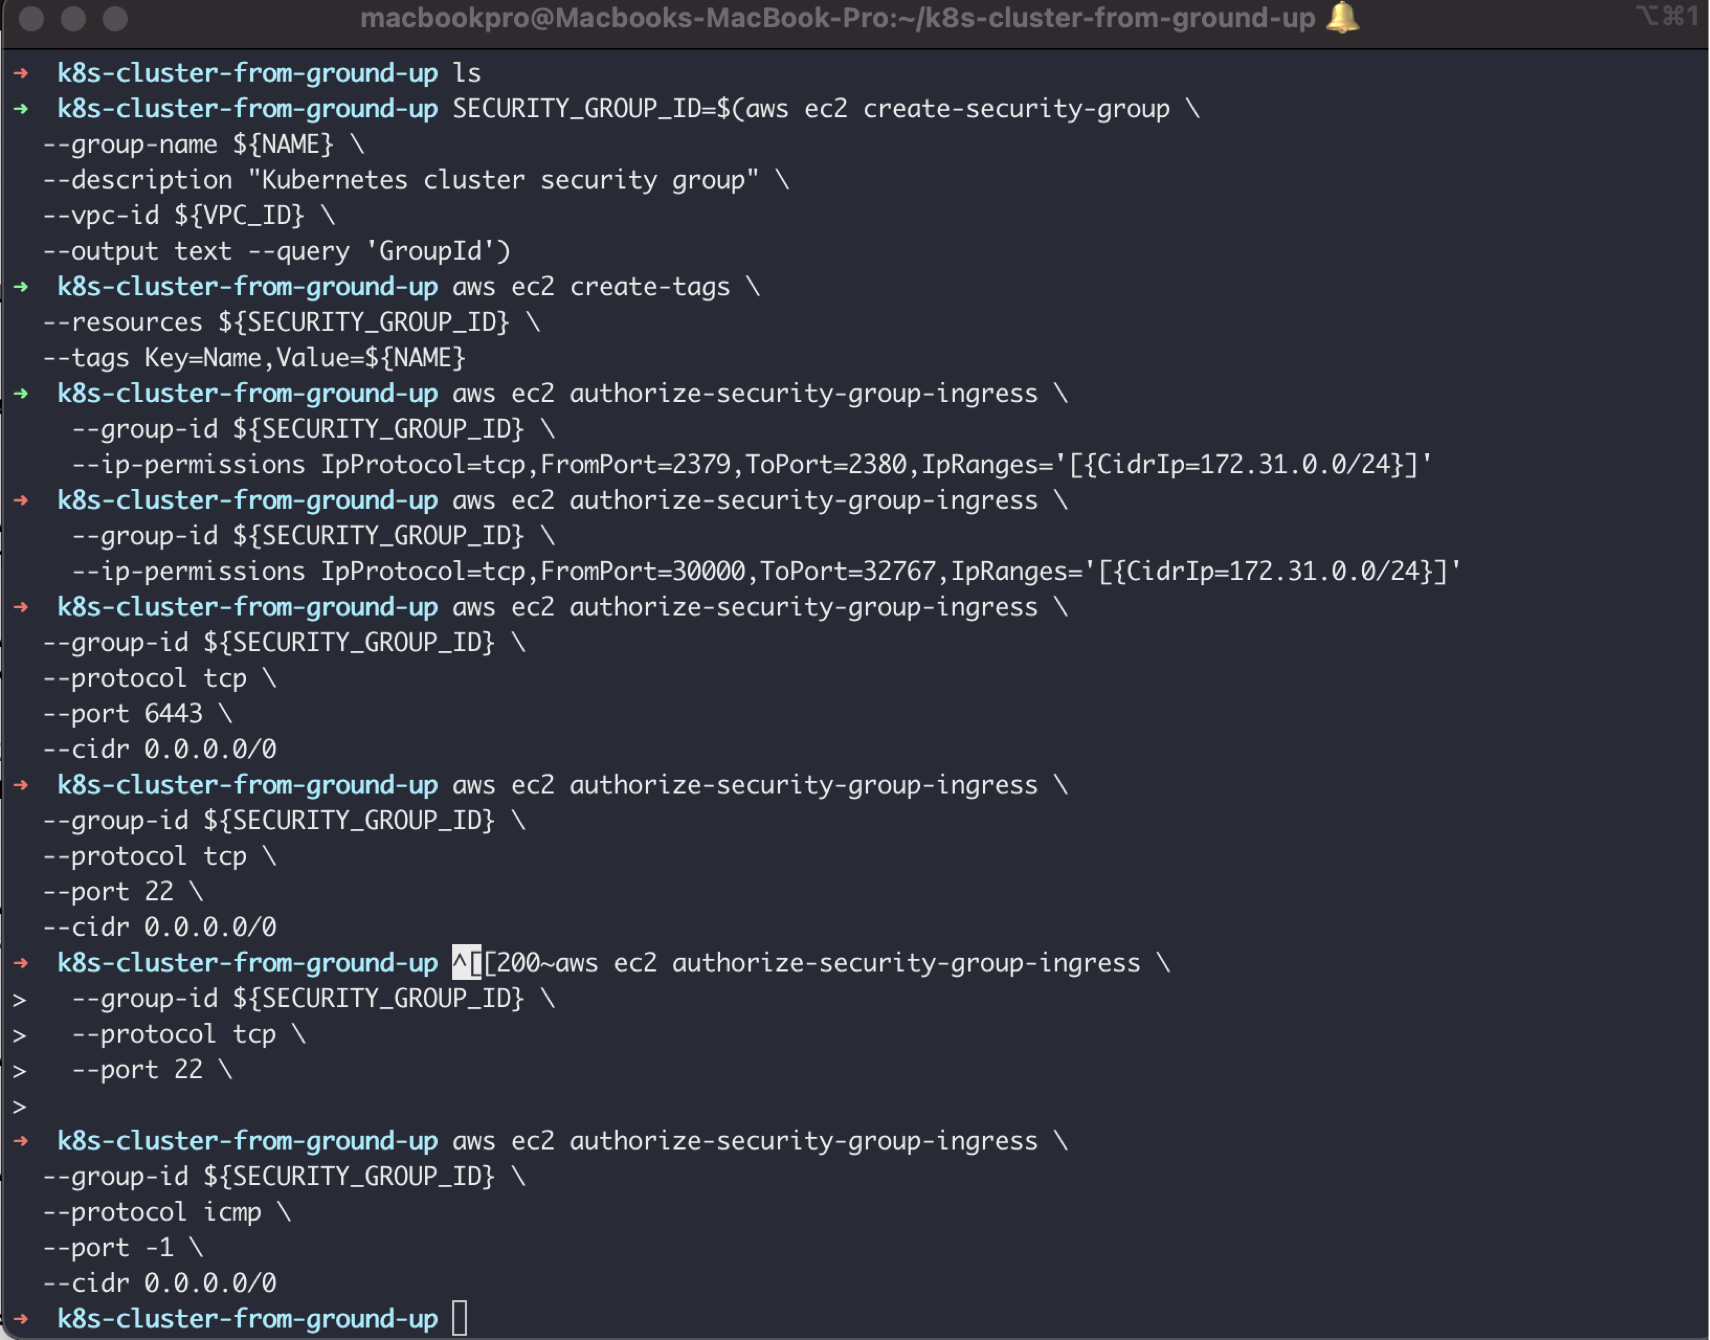 macbookpro@Macbooks-MacBook-Pro:~/k8s-cluster-from-ground-up 🔔 ⌥⌘1
➜ k8s-cluster-from-ground-up ls
➜ k8s-cluster-from-ground-up SECURITY_GROUP_ID=$(aws ec2 create-security-group \
--group-name ${NAME} \
--description "Kubernetes cluster security group" \
--vpc-id ${VPC_ID} \
--output text --query 'GroupId')
➜ k8s-cluster-from-ground-up aws ec2 create-tags \
--resources ${SECURITY_GROUP_ID} \
--tags Key=Name,Value=${NAME}
➜ k8s-cluster-from-ground-up aws ec2 authorize-security-group-ingress \
--group-id ${SECURITY_GROUP_ID} \
--ip-permissions IpProtocol=tcp,FromPort=2379,ToPort=2380,IpRanges='[{CidrIp=172.31.0.0/24}]'
➜ k8s-cluster-from-ground-up aws ec2 authorize-security-group-ingress \
--group-id ${SECURITY_GROUP_ID} \
--ip-permissions IpProtocol=tcp,FromPort=30000,ToPort=32767,IpRanges='[{CidrIp=172.31.0.0/24}]'
➜ k8s-cluster-from-ground-up aws ec2 authorize-security-group-ingress \
--group-id ${SECURITY_GROUP_ID} \
--protocol tcp \
--port 6443 \
--cidr 0.0.0.0/0
➜ k8s-cluster-from-ground-up aws ec2 authorize-security-group-ingress \
--group-id ${SECURITY_GROUP_ID} \
--protocol tcp \
--port 22 \
--cidr 0.0.0.0/0
➜ k8s-cluster-from-ground-up ^[[200~aws ec2 authorize-security-group-ingress \
> --group-id ${SECURITY_GROUP_ID} \
> --protocol tcp \
> --port 22 \
>
➜ k8s-cluster-from-ground-up aws ec2 authorize-security-group-ingress \
--group-id ${SECURITY_GROUP_ID} \
--protocol icmp \
--port -1 \
--cidr 0.0.0.0/0
➜ k8s-cluster-from-ground-up